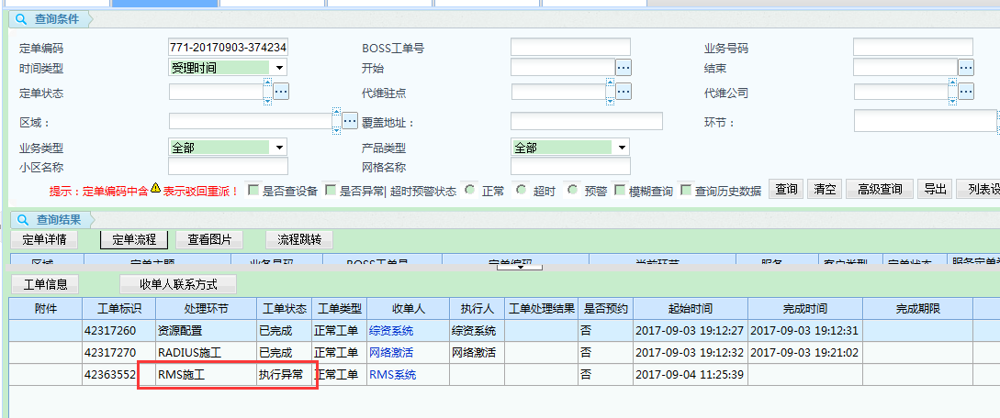 查询条件
定单编码 771-20170903-374234 BOSS工单号 业务号码
时间类型 受理时间 开始 结束
定单状态 代维驻点 代维公司
区域： 覆盖地址： 环节：
业务类型 全部 产品类型 全部
小区名称 网格名称
提示：定单编码中含 表示驳回重派！ 是否查设备 是否异常| 超时预警状态 正常 超时 预警 模糊查询 查询历史数据 查询 清空 高级查询 导出 列表设
查询结果
定单详情 定单流程 查看图片 流程跳转
区域 定单主题 业务号码 BOSS工单号 定单编码 当前环节 服务 客户类型 定单状态 服务定单类
工单信息 收单人联系方式
附件 工单标识 处理环节 工单状态 工单类型 收单人 执行人 工单处理结果 是否预约 起始时间 完成时间 完成期限
42317260 资源配置 已完成 正常工单 综资系统 综资系统 否 2017-09-03 19:12:27 2017-09-03 19:12:31
42317270 RADIUS施工 已完成 正常工单 网络激活 网络激活 否 2017-09-03 19:12:32 2017-09-03 19:21:02
42363552 RMS施工 执行异常 正常工单 RMS系统 否 2017-09-04 11:25:39